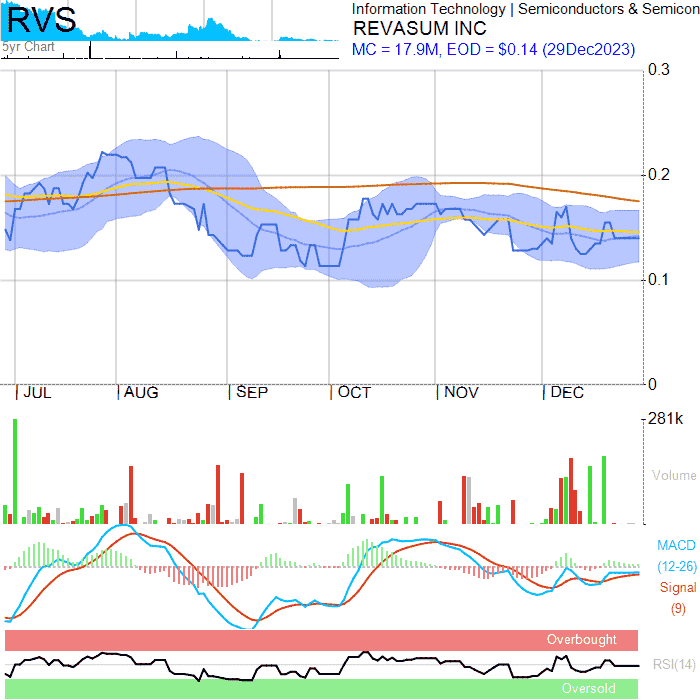 RVS
5yr Chart
Information Technology | Semiconductors & Semicon
REVASUM INC
MC = 17.9M, EOD = $0.14 (29Dec2023)
0.3
0.2
0.1
0
JUL
AUG
SEP
OCT
NOV
DEC
281k
Volume
MACD
(12-26)
Signal
(9)
Overbought
RSI(14)
Oversold